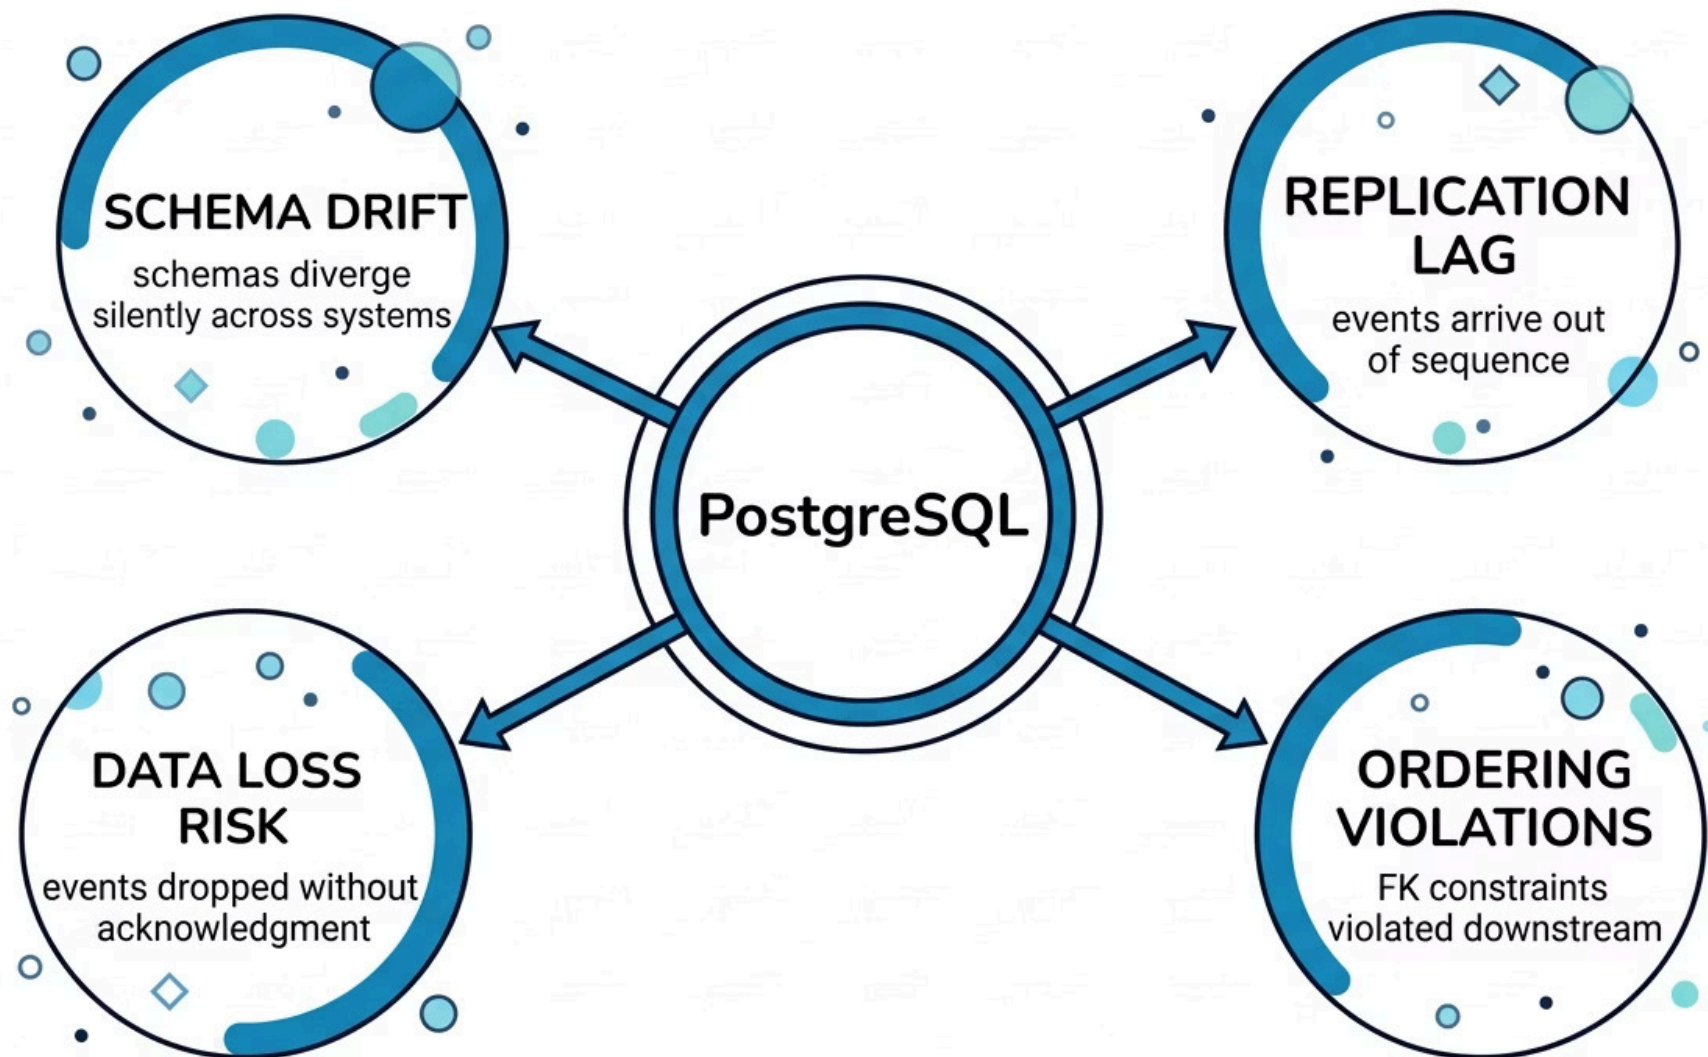 SCHEMA DRIFT
schemas diverge
silently across systems
REPLICATION
LAG
events arrive out
of sequence
PostgreSQL
DATA LOSS
RISK
events dropped without
acknowledgment
ORDERING
VIOLATIONS
FK constraints
violated downstream